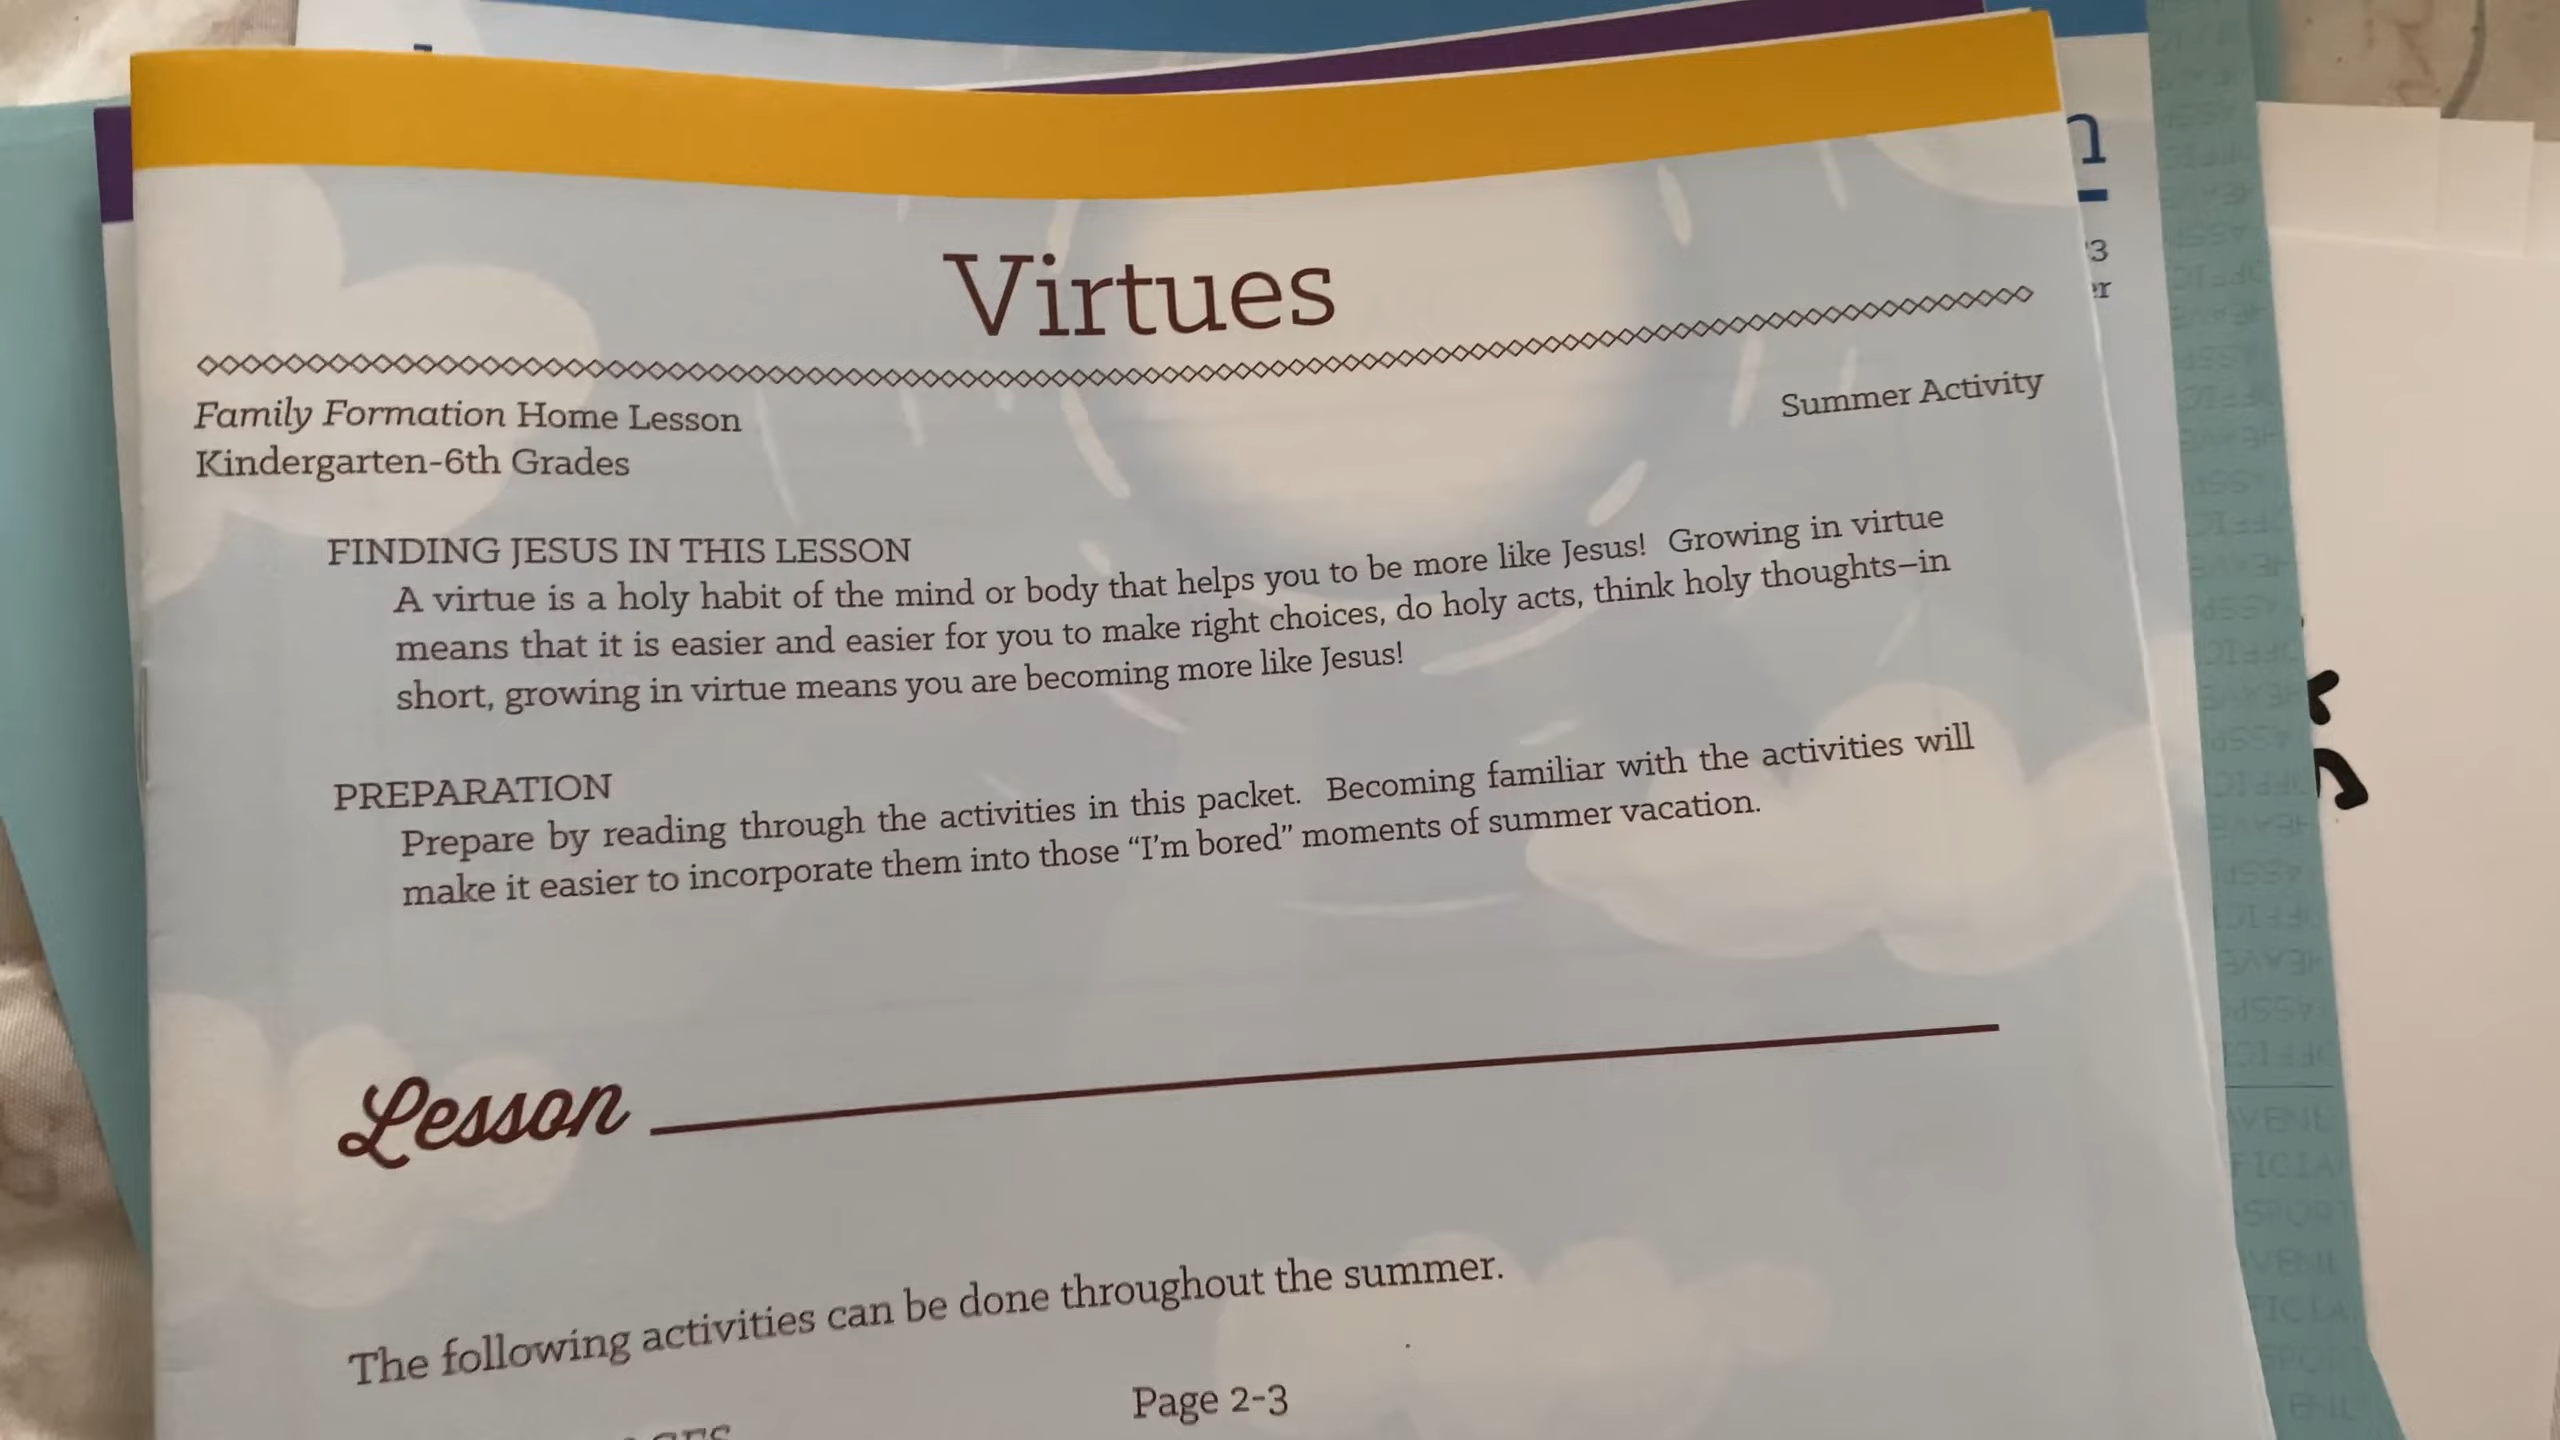 Virtues
Family Formation Home Lesson
Summer Activity
Kindergarten-6th Grades
FINDING JESUS IN THIS LESSON
A virtue is a holy habit of the mind or body that helps you to be more like Jesus! Growing in virtue
means that it is easier and easier for you to make right choices, do holy acts, think holy thoughts—in
short, growing in virtue means you are becoming more like Jesus!
PREPARATION
Prepare by reading through the activities in this packet. Becoming familiar with the activities will
make it easier to incorporate them into those “I’m bored” moments of summer vacation.
Lesson
The following activities can be done throughout the summer.
Page 2-3